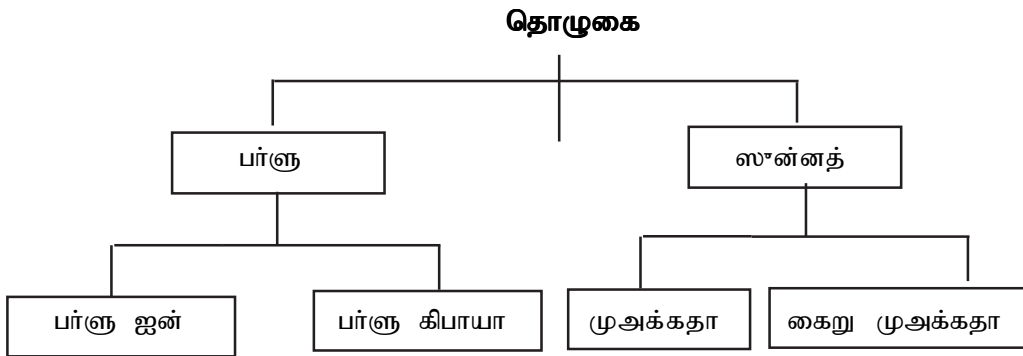 தொழுகை
பர்ளு
ஸுன்னத்
பர்ளு ஐன்
பர்ளு கிபாயா
முஅக்கதா
கைறு முஅக்கதா